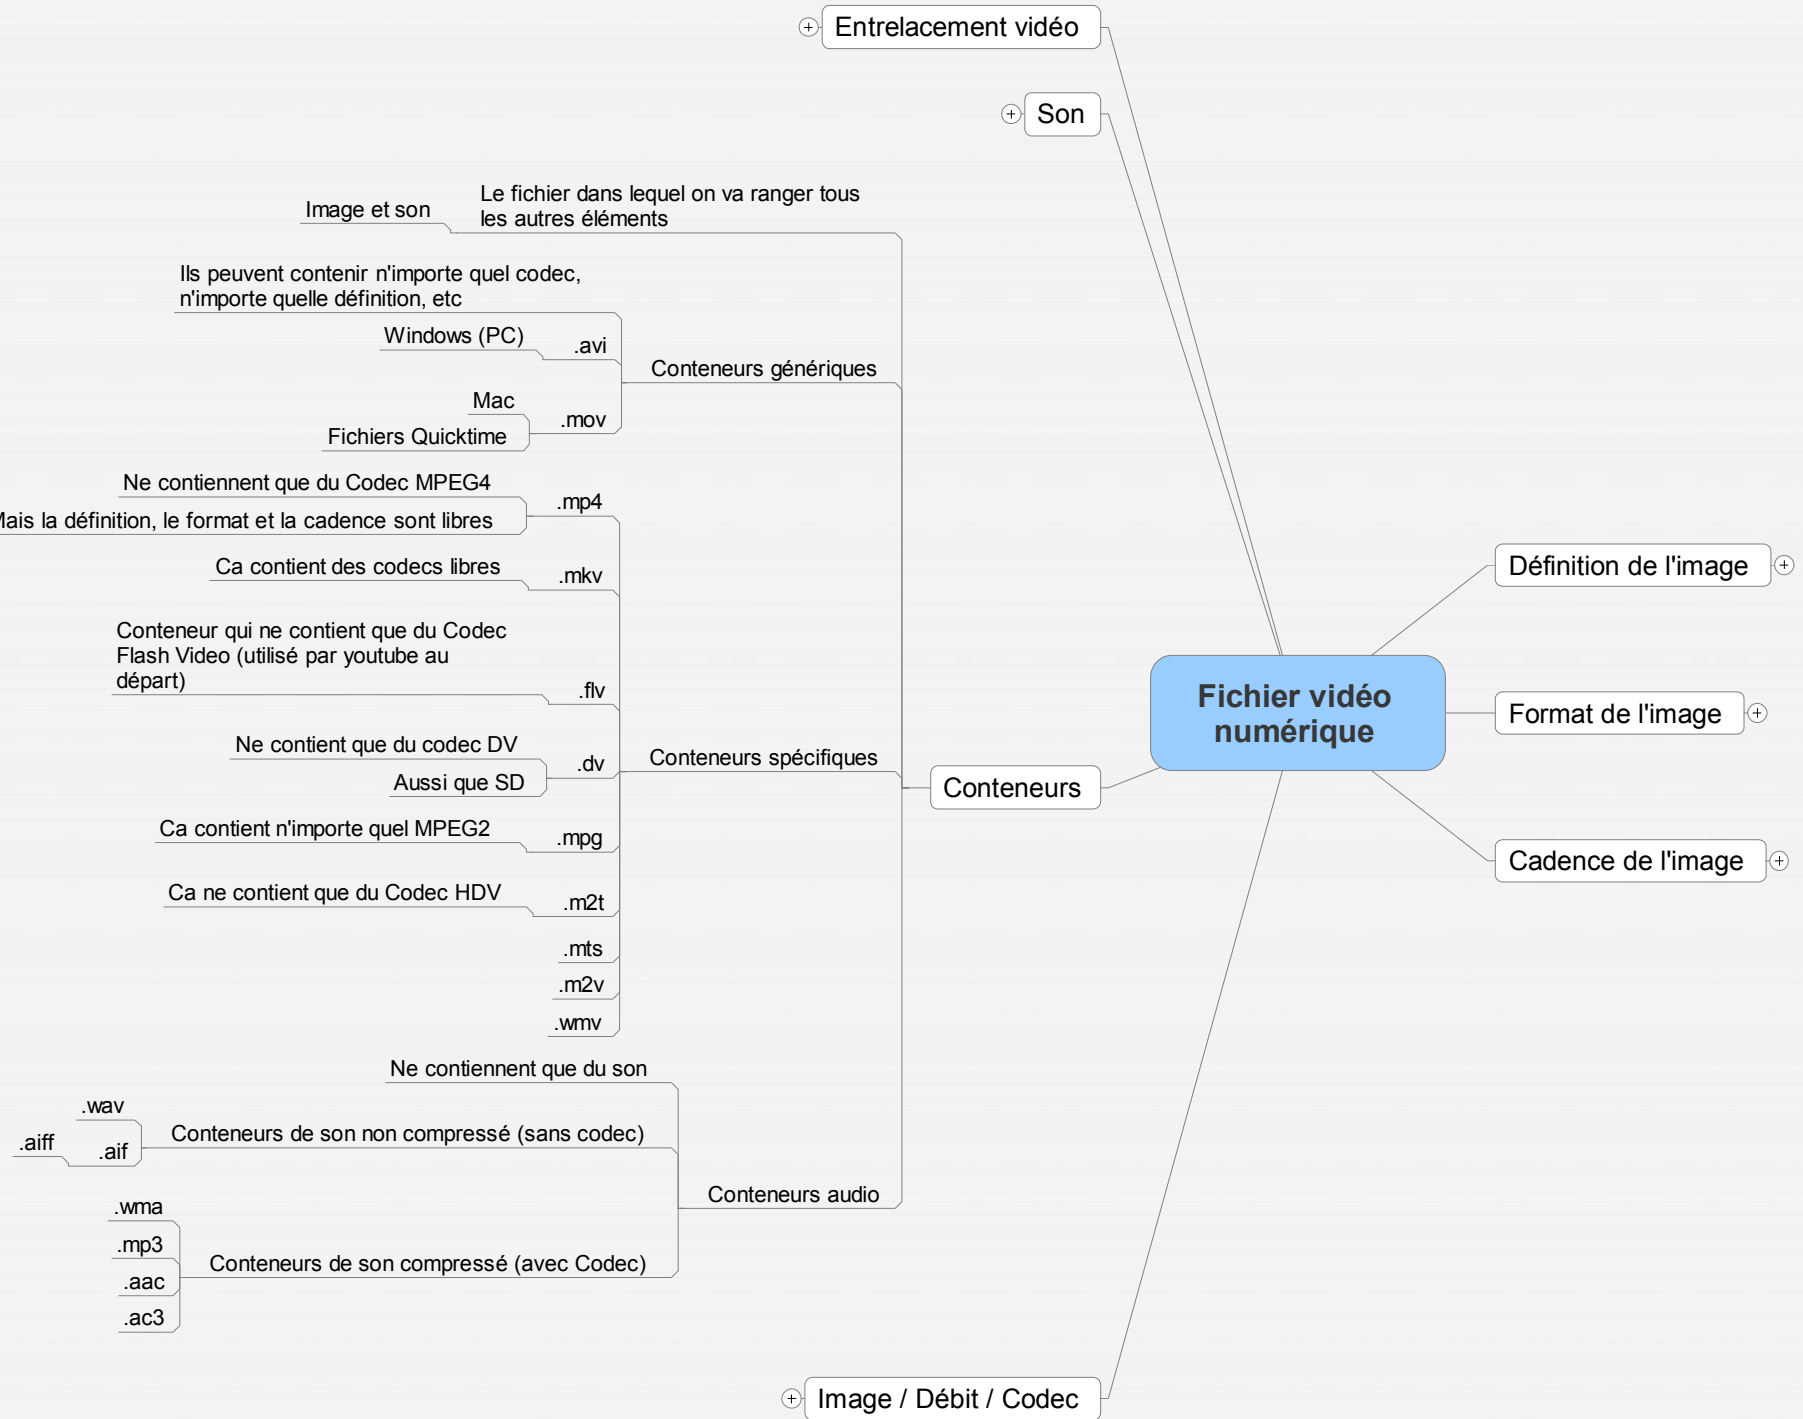 Entrelacement vidéo
Son
Le fichier dans lequel on va ranger tous
les autres éléments
Image et son
Ils peuvent contenir n'importe quel codec,
n'importe quelle définition, etc
Windows (PC)
.avi
Conteneurs génériques
Mac
.mov
Fichiers Quicktime
Ne contiennent que du Codec MPEG4
.mp4
Mais la définition, le format et la cadence sont libres
Ca contient des codecs libres
.mkv
Conteneur qui ne contient que du Codec
Flash Video (utilisé par youtube au
départ)
.flv
Ne contient que du codec DV
.dv
Aussi que SD
Conteneurs spécifiques
Conteneurs
Ca contient n'importe quel MPEG2
.mpg
Ca ne contient que du Codec HDV
.m2t
.mts
.m2v
.wmv
Ne contiennent que du son
.wav
.aiff
.aif
Conteneurs de son non compressé (sans codec)
Conteneurs audio
.wma
.mp3
.aac
.ac3
Conteneurs de son compressé (avec Codec)
Image / Débit / Codec
Fichier vidéo
numérique
Définition de l'image
Format de l'image
Cadence de l'image